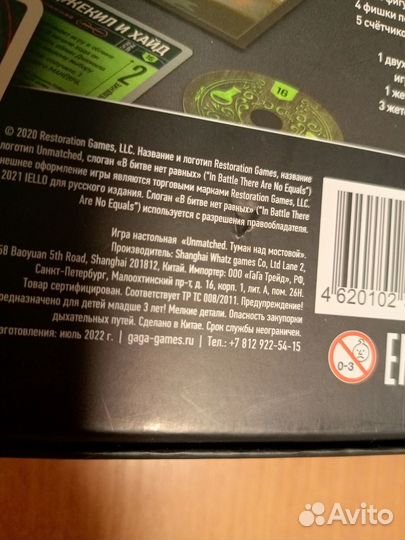 4 фишки
5 счётчико
ЖЕКИЛ И ХАЙД
2
16
1 двух
1 же
3 жето
© 2020 Restoration Games, LLC. Название и логотип Restoration Games, название
логотип Unmatched, слоган «В битве нет равных» ("In Battle There Are No Equals")
нешнее оформление игры являются торговыми марками Restoration Games, LLC.
2021 IELLO для русского издания. Слоган «В битве нет равных» ("In Battle There
Are No Equals") используется с разрешения правообладателя.
Игра настольная «Unmatched. Туман над мостовой».
Производитель: Shanghai Whatz games Co, Ltd Lane 2,
58 Baoyuan 5th Road, Shanghai 201812, Китай. Импортер: ООО «ГаГа Трейд», РФ,
Санкт-Петербург, Малоохтинский пр-т, д. 16, корп. 1, лит. А, пом. 26Н.
Товар сертифицирован. Соответствует ТР ТС 008/2011. Предупреждение!
редназначено для детей младше 3 лет! Мелкие детали. Опасность закупорки
дыхательных путей. Сделано в Китае. Срок службы неограничен.
зготовления: июль 2022 г. | gaga-games.ru | Тел.: +7 812 922-54-15
4 620102
0-3
Avito